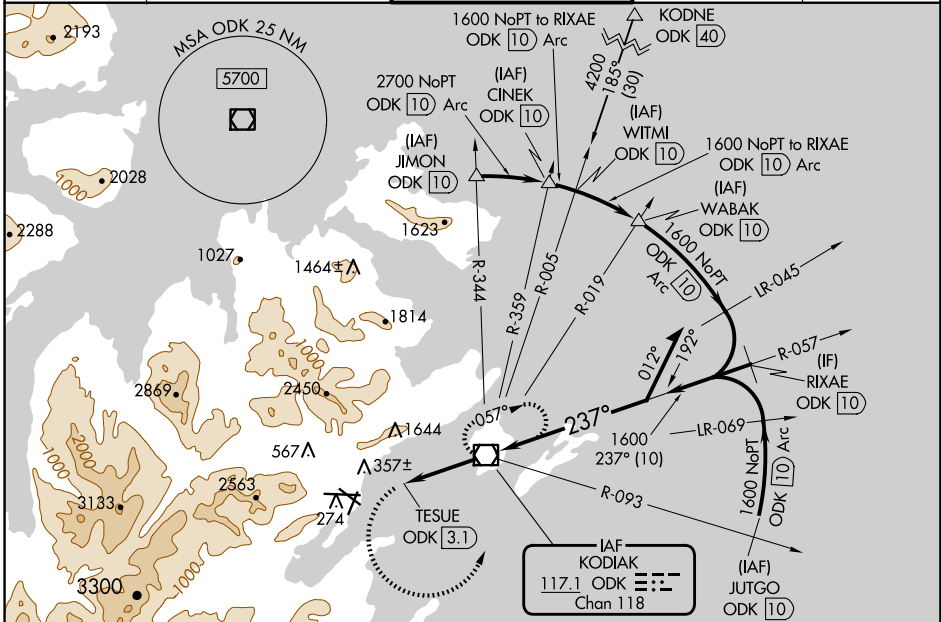 2193
MSA ODK 25 NM
5700
1600 NoPT to RIXAE
ODK 10 Arc
KODNE
ODK 40
4200
185°
(30)
2700 NoPT
ODK 10 Arc
(IAF)
CINEK
ODK 10
(IAF)
WITMI
ODK 10
(IAF)
JIMON
ODK 10
1600 NoPT to RIXAE
ODK 10 Arc
(IAF)
WABAK
ODK 10
1000
2028
2288
1623
1027
1464±
1600 NoPT
ODK 10
Arc
LR-045
R-344
R-359
R-005
R-019
1814
1000
2869
2450
012°
192°
R-057
(IF)
RIXAE
ODK 10
057°
237°
1600
237° (10)
LR-069
1644
567
357±
2000
1000
2563
3133
274
TESUE
ODK 3.1
R-093
1600 NoPT
ODK 10 Arc
IAF
KODIAK
117.1 ODK
Chan 118
(IAF)
JUTGO
ODK 10
3300
1000